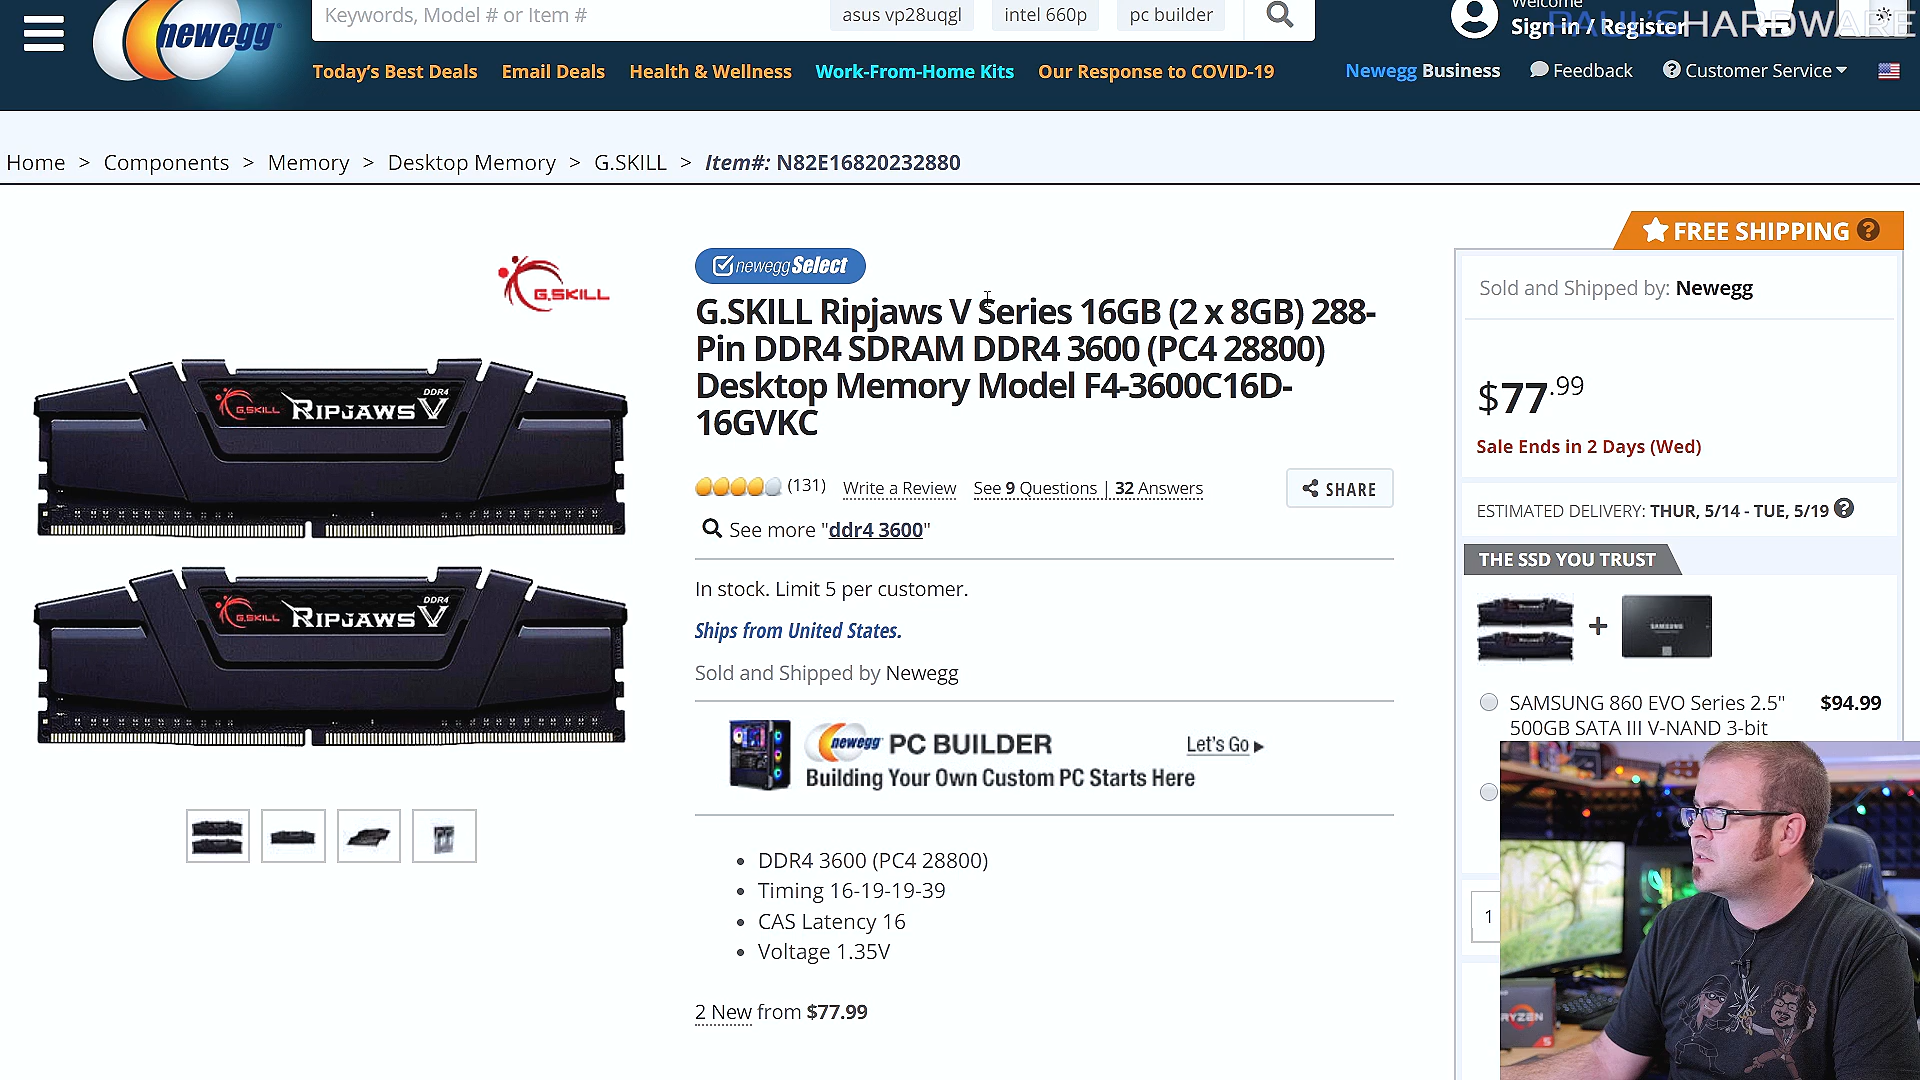 newegg
Keywords, Model # or Item #
asus vp28uqgl
intel 660p
pc builder
Welcome
Sign in / Register
PAUL'SHARDWARE
Today's Best Deals
Email Deals
Health & Wellness
Work-From-Home Kits
Our Response to COVID-19
Newegg Business
Feedback
Customer Service
Home > Components > Memory > Desktop Memory > G.SKILL > Item#: N82E16820232880
FREE SHIPPING ?
G.SKILL
newegg Select
G.SKILL Ripjaws V Series 16GB (2 x 8GB) 288-
Pin DDR4 SDRAM DDR4 3600 (PC4 28800)
Desktop Memory Model F4-3600C16D-
16GVKC
(131)
Write a Review
See 9 Questions | 32 Answers
SHARE
See more "ddr4 3600"
In stock. Limit 5 per customer.
Ships from United States.
Sold and Shipped by Newegg
newegg PC BUILDER
Let's Go
Building Your Own Custom PC Starts Here
DDR4 3600 (PC4 28800)
Timing 16-19-19-39
CAS Latency 16
Voltage 1.35V
2 New from $77.99
G.SKILL RIPJAWS V DDR4
G.SKILL RIPJAWS V DDR4
Sold and Shipped by: Newegg
$77.99
Sale Ends in 2 Days (Wed)
ESTIMATED DELIVERY: THUR, 5/14 - TUE, 5/19 ?
THE SSD YOU TRUST
+
SAMSUNG
SAMSUNG 860 EVO Series 2.5" $94.99
500GB SATA III V-NAND 3-bit
1
RYZEN
5